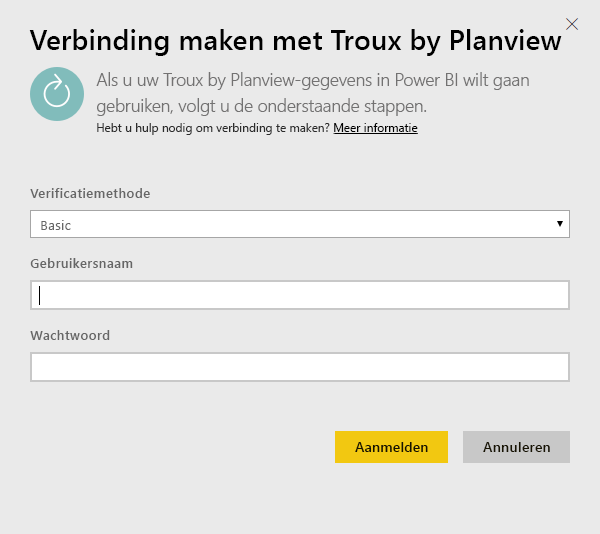 Verbinding maken met Troux by Planview
Als u uw Troux by Planview-gegevens in Power BI wilt gaan
gebruiken, volgt u de onderstaande stappen.
Hebt u hulp nodig om verbinding te maken? Meer informatie
Verificatiemethode
Basic
Gebruikersnaam
Wachtwoord
Aanmelden Annuleren